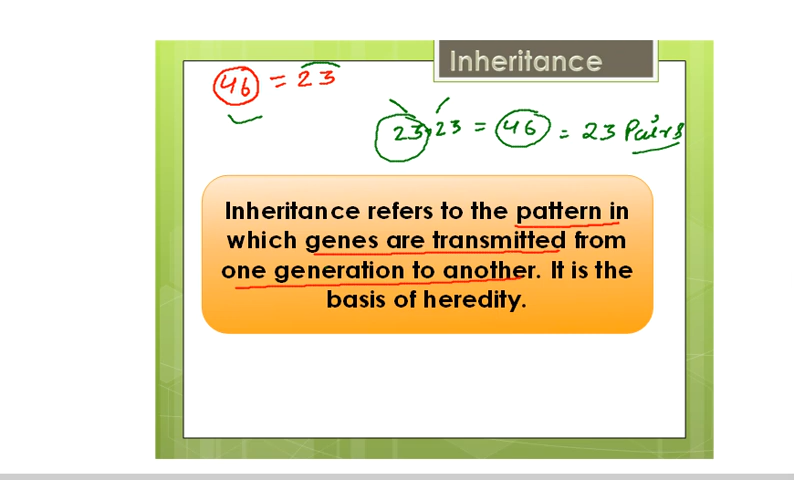 Inheritance
46 = 23
23, 23 = 46 = 23 Pairs
Inheritance refers to the pattern in
which genes are transmitted from
one generation to another. It is the
basis of heredity.